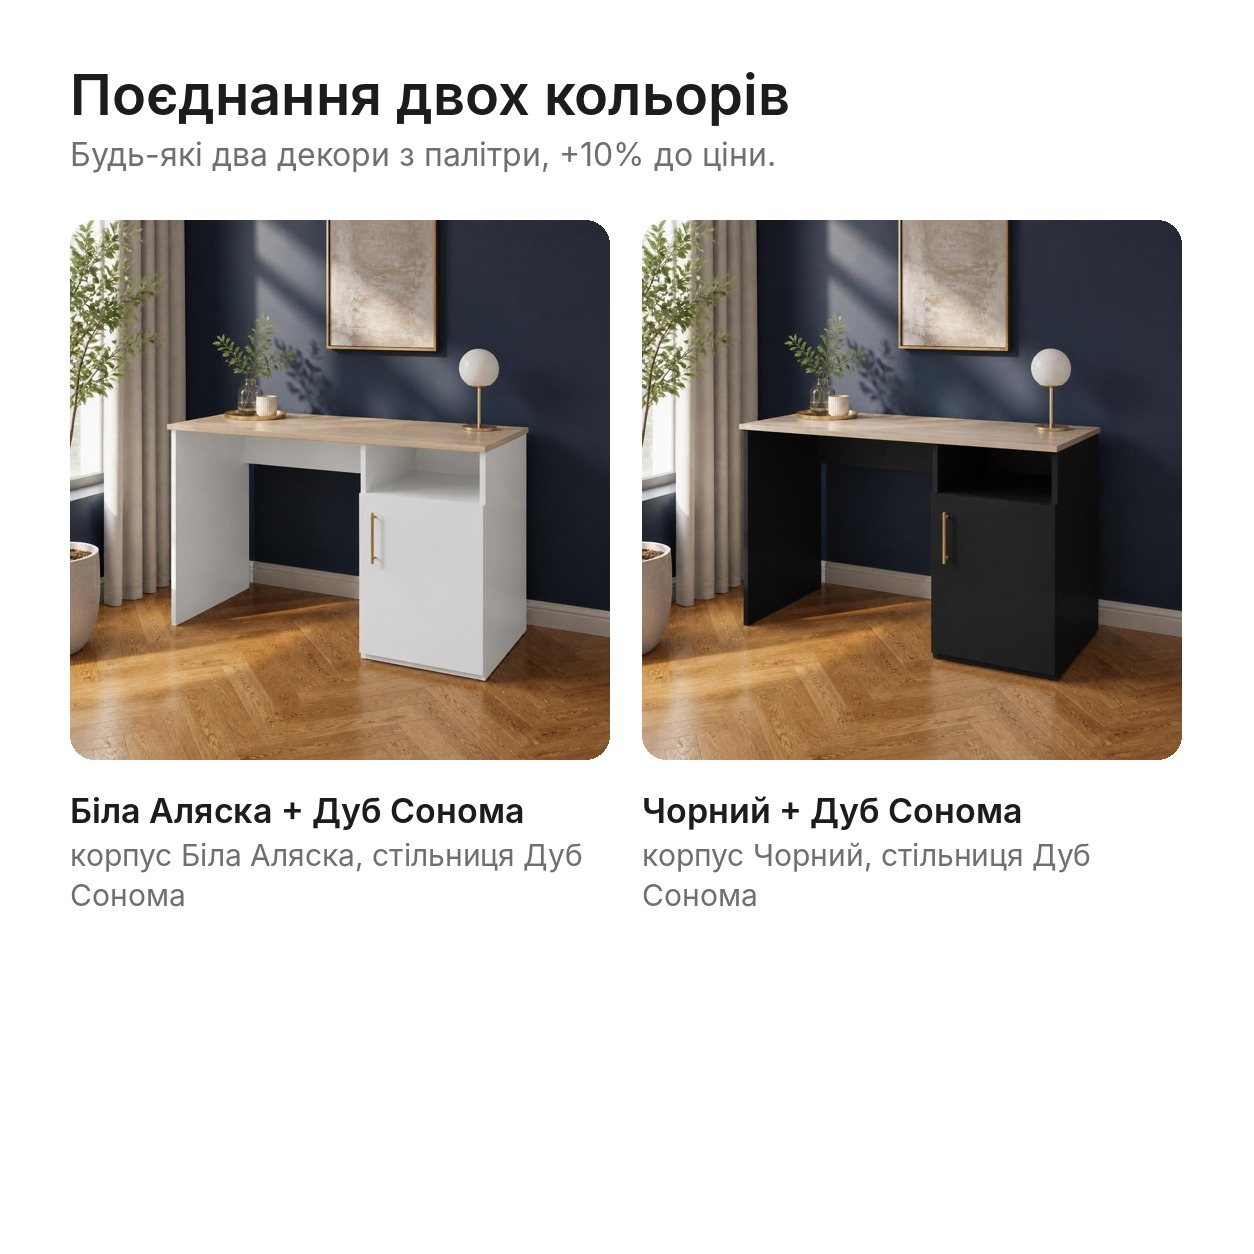 Поєднання двох кольорів
Будь-які два декори з палітри, +10% до ціни.
Біла Аляска + Дуб Сонома
корпус Біла Аляска, стільниця Дуб
Сонома
Чорний + Дуб Сонома
корпус Чорний, стільниця Дуб
Сонома